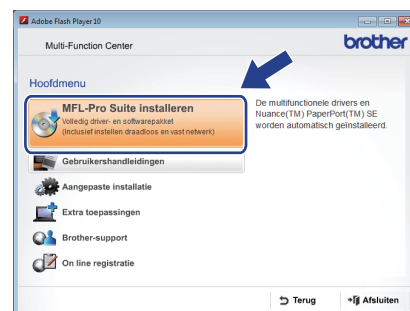 Adobe Flash Player 10
Multi-Function Center
brother
Hoofdmenu
MFL-Pro Suite installeren
Volledig driver- en softwarepakket
(Inclusief instellen draadloos en vast netwerk)
De multifunctionele drivers en
Nuance(TM) PaperPort(TM) SE
worden automatisch geïnstalleerd.
Gebruikershandleidingen
Aangepaste installatie
Extra toepassingen
Brother-support
On line registratie
Terug
Afsluiten